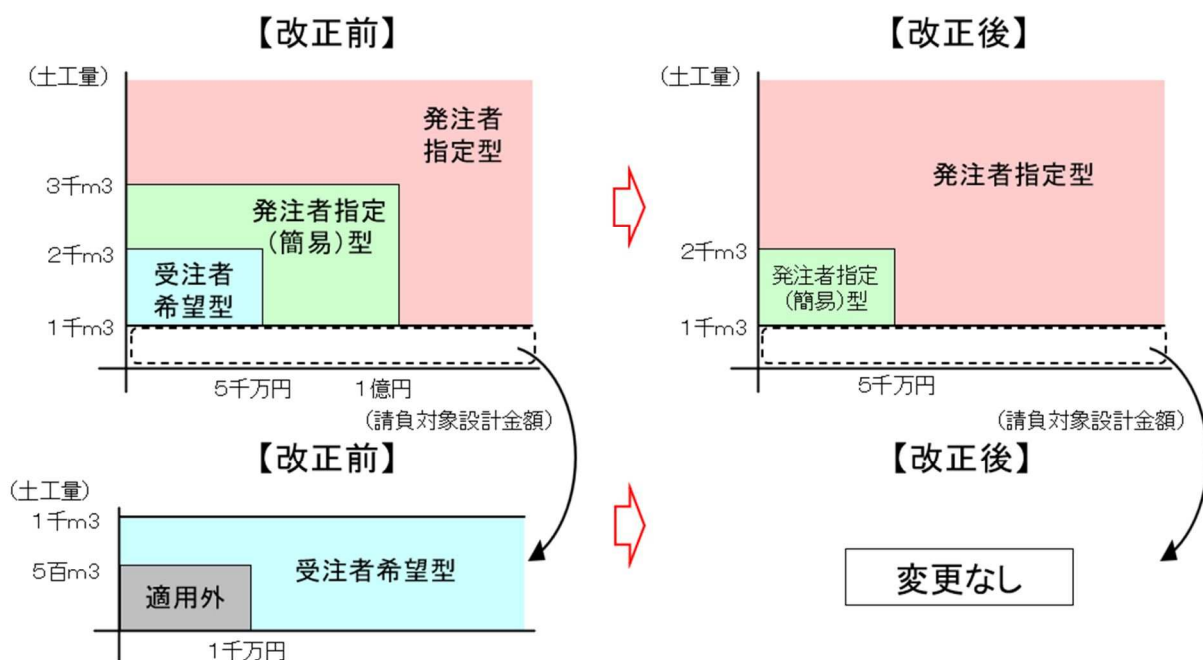 【改正前】
(土工量)
発注者
指定型
3千m3
発注者指定
(簡易)型
2千m3
受注者
希望型
1千m3
5千万円
1億円
(請負対象設計金額)
【改正後】
(土工量)
発注者指定型
2千m3
発注者指定
(簡易)型
1千m3
5千万円
(請負対象設計金額)
【改正前】
(土工量)
1千m3
受注者希望型
5百m3
適用外
1千万円
【改正後】
変更なし